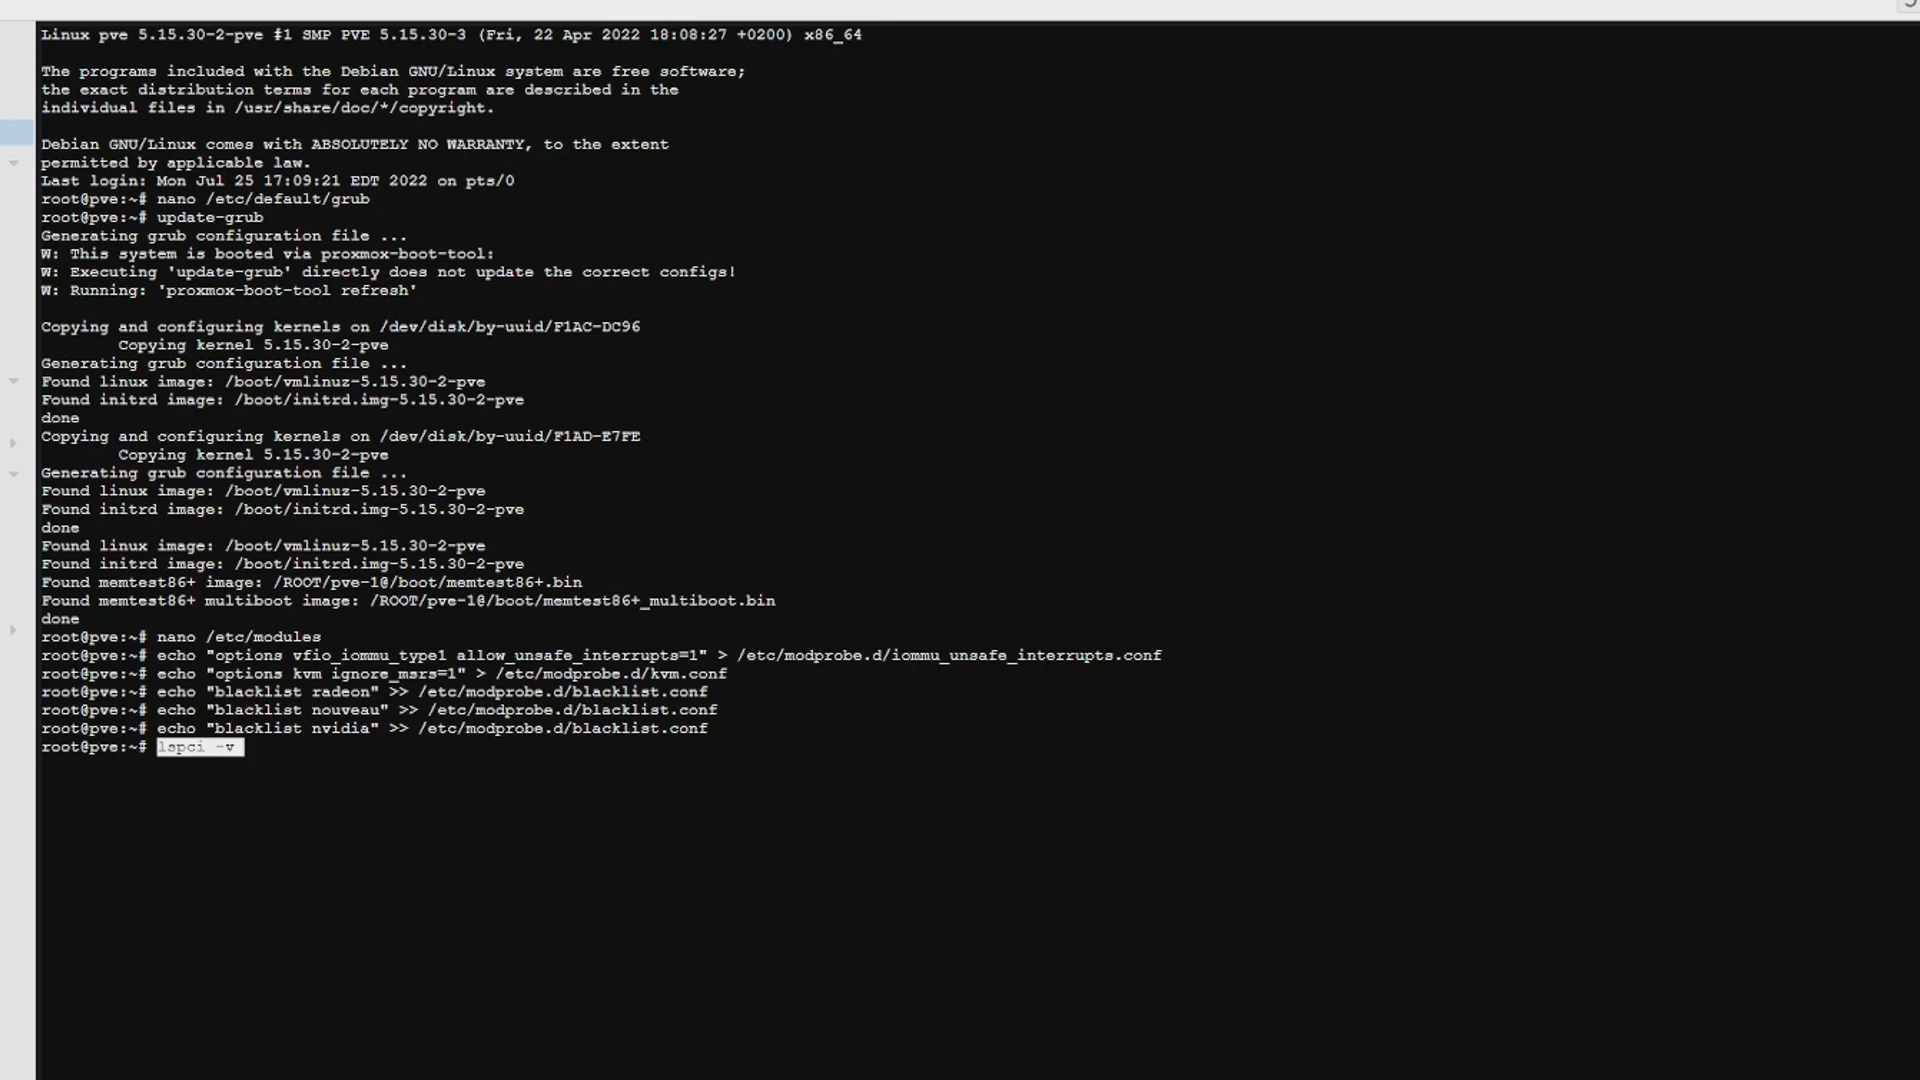 Linux pve 5.15.30-2-pve #1 SMP PVE 5.15.30-3 (Fri, 22 Apr 2022 18:08:27 +0200) x86_64
The programs included with the Debian GNU/Linux system are free software;
the exact distribution terms for each program are described in the
individual files in /usr/share/doc/*/copyright.
Debian GNU/Linux comes with ABSOLUTELY NO WARRANTY, to the extent
permitted by applicable law.
Last login: Mon Jul 25 17:09:21 EDT 2022 on pts/0
root@pve:~# nano /etc/default/grub
root@pve:~# update-grub
Generating grub configuration file ...
W: This system is booted via proxmox-boot-tool:
W: Executing 'update-grub' directly does not update the correct configs!
W: Running: 'proxmox-boot-tool refresh'
Copying and configuring kernels on /dev/disk/by-uuid/F1AC-DC96
Copying kernel 5.15.30-2-pve
Generating grub configuration file ...
Found linux image: /boot/vmlinuz-5.15.30-2-pve
Found initrd image: /boot/initrd.img-5.15.30-2-pve
done
Copying and configuring kernels on /dev/disk/by-uuid/F1AD-E7FE
Copying kernel 5.15.30-2-pve
Generating grub configuration file ...
Found linux image: /boot/vmlinuz-5.15.30-2-pve
Found initrd image: /boot/initrd.img-5.15.30-2-pve
done
Found linux image: /boot/vmlinuz-5.15.30-2-pve
Found initrd image: /boot/initrd.img-5.15.30-2-pve
Found memtest86+ image: /ROOT/pve-1@/boot/memtest86+.bin
Found memtest86+ multiboot image: /ROOT/pve-1@/boot/memtest86+_multiboot.bin
done
root@pve:~# nano /etc/modules
root@pve:~# echo "options vfio_iommu_type1 allow_unsafe_interrupts=1" > /etc/modprobe.d/iommu_unsafe_interrupts.conf
root@pve:~# echo "options kvm ignore_msrs=1" > /etc/modprobe.d/kvm.conf
root@pve:~# echo "blacklist radeon" >> /etc/modprobe.d/blacklist.conf
root@pve:~# echo "blacklist nouveau" >> /etc/modprobe.d/blacklist.conf
root@pve:~# echo "blacklist nvidia" >> /etc/modprobe.d/blacklist.conf
root@pve:~# lspci -v